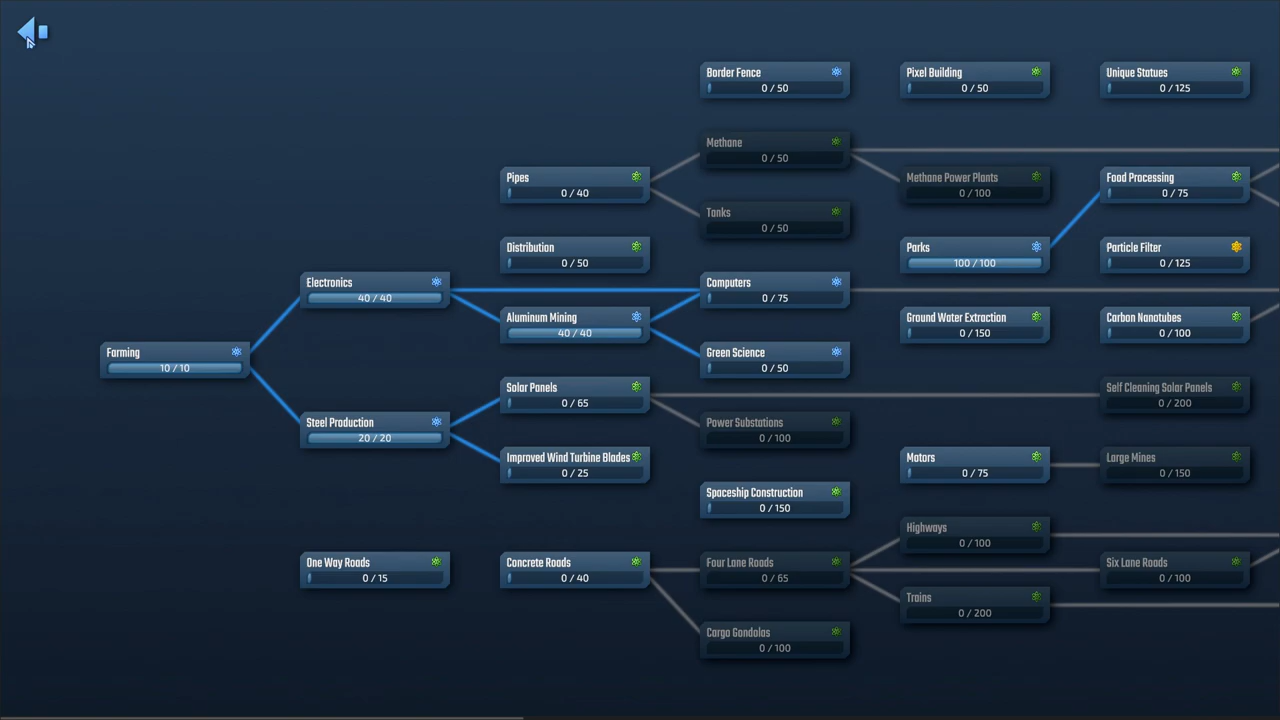 Border Fence
0 / 50
Pixel Building
0 / 50
Unique Statues
0 / 125
Methane
0 / 50
Pipes
0 / 40
Methane Power Plants
0 / 100
Food Processing
0 / 75
Tanks
0 / 50
Distribution
0 / 50
Parks
100 / 100
Particle Filter
0 / 125
Electronics
40 / 40
Computers
0 / 75
Aluminum Mining
40 / 40
Ground Water Extraction
0 / 150
Carbon Nanotubes
0 / 100
Farming
10 / 10
Green Science
0 / 50
Solar Panels
0 / 65
Self Cleaning Solar Panels
0 / 200
Steel Production
20 / 20
Power Substations
0 / 100
Improved Wind Turbine Blades
0 / 25
Motors
0 / 75
Large Mines
0 / 150
Spaceship Construction
0 / 150
Highways
0 / 100
One Way Roads
0 / 15
Concrete Roads
0 / 40
Four Lane Roads
0 / 65
Six Lane Roads
0 / 100
Trains
0 / 200
Cargo Gondolas
0 / 100